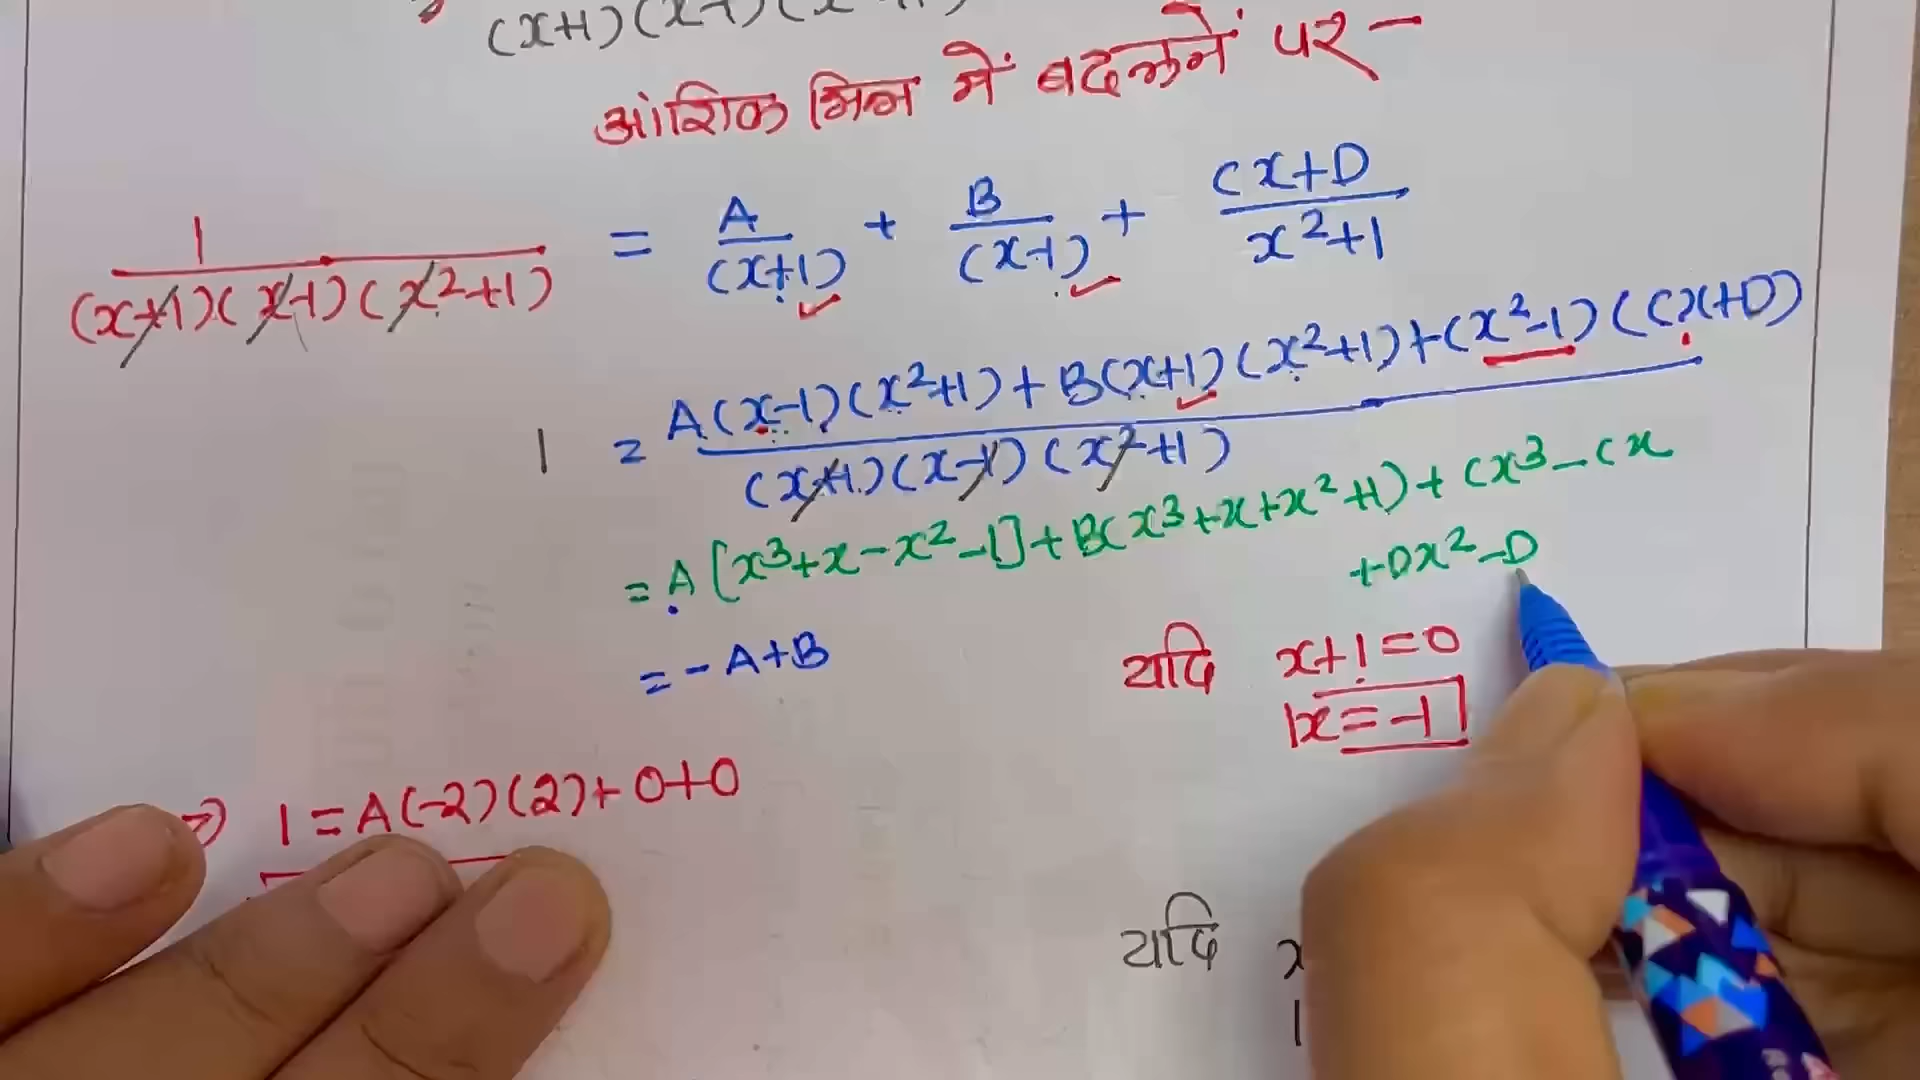 (x+1)(x-1)(x
आंशिक भिन्न में बदलनें पर -
1/((x+1)(x-1)(x²+1)) = A/(x+1) + B/(x-1) + (Cx+D)/(x²+1)
1 = (A(x-1)(x²+1) + B(x+1)(x²+1) + (x²-1)(Cx+D))/((x+1)(x-1)(x²+1))
= A[x³+x-x²-1] + B(x³+x+x²+1) + Cx³-Cx
+Dx²-D
= -A+B
यदि x+1=0
x=-1
⇒ 1=A(-2)(2)+0+0
यदि x